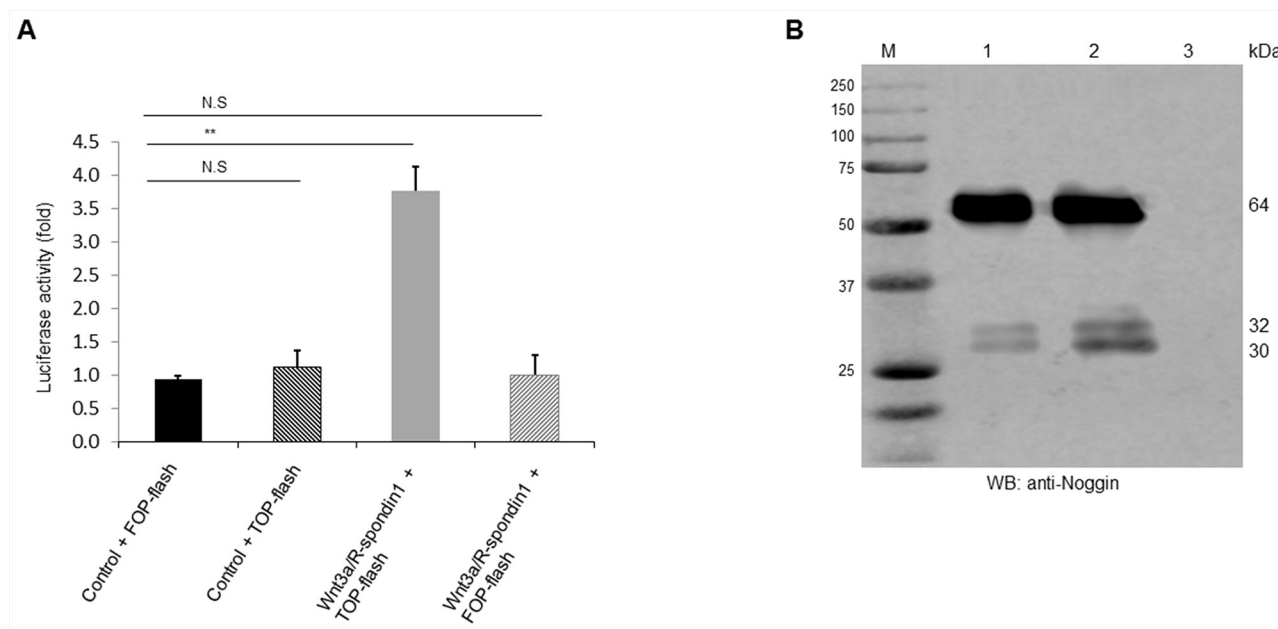 A
N.S
**
N.S
Luciferase activity (fold)
4.5
4.0
3.5
3.0
2.5
2.0
1.5
1.0
0.5
0.0
Control + FOP-flash
Control + TOP-flash
Wnt3a/R-spondin1 +
TOP-flash
Wnt3a/R-spondin1 +
FOP-flash
B
M 1 2 3 kDa
250
150
100
75
50
37
25
64
32
30
WB: anti-Noggin